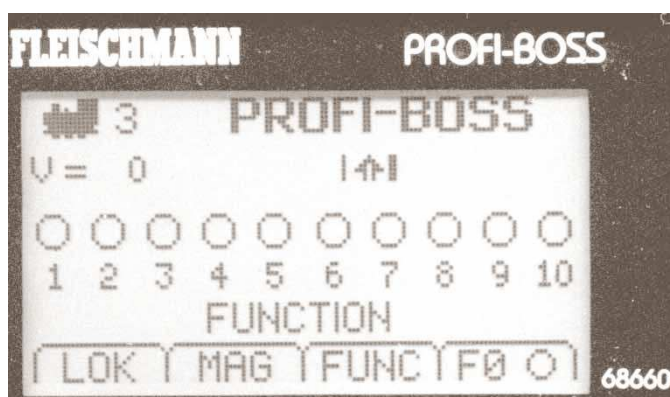 FLEISCHMANN PROFI-BOSS
3 PROFI-BOSS
V= 0
1 2 3 4 5 6 7 8 9 10
FUNCTION
LOK MAG FUNC F0
68660